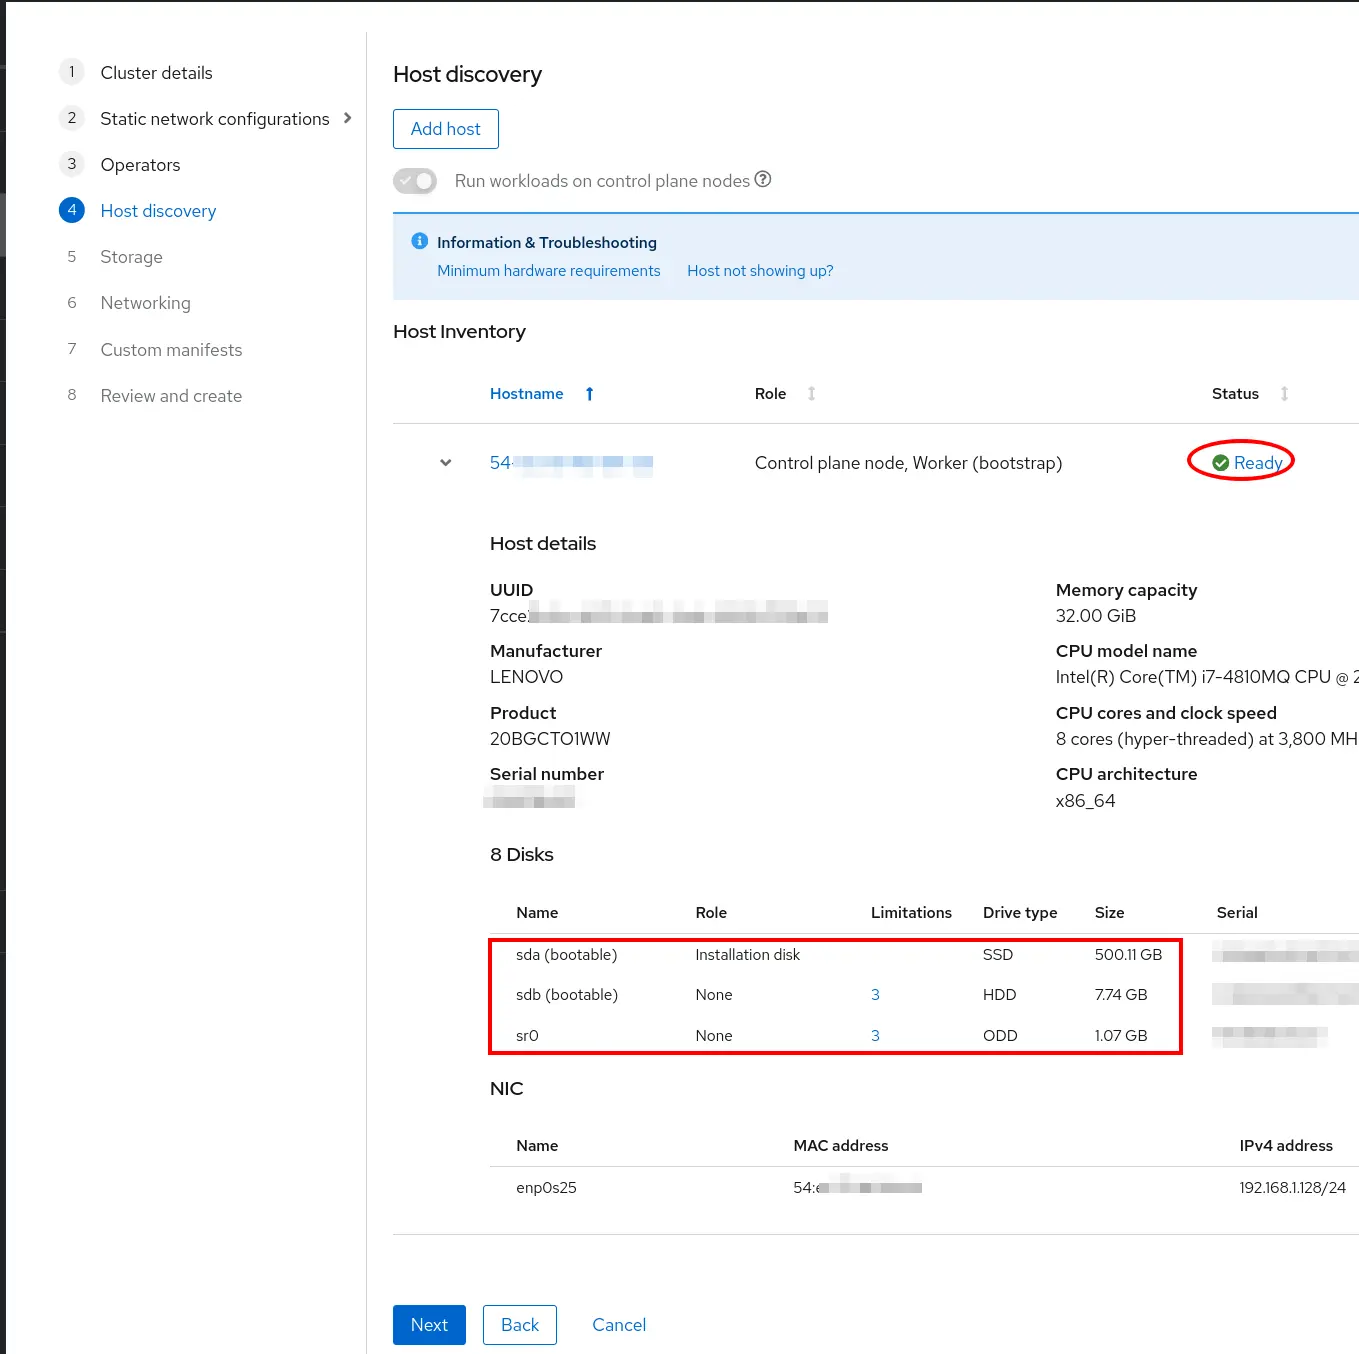 1 Cluster details
2 Static network configurations
3 Operators
4 Host discovery
5 Storage
6 Networking
7 Custom manifests
8 Review and create
Host discovery
Add host
Run workloads on control plane nodes
Information & Troubleshooting
Minimum hardware requirements Host not showing up?
Host Inventory
Hostname Role Status
54- Control plane node, Worker (bootstrap) Ready
Host details
UUID
7cce
Manufacturer
LENOVO
Product
20BGCTO1WW
Serial number
Memory capacity
32.00 GiB
CPU model name
Intel(R) Core(TM) i7-4810MQ CPU @ 2
CPU cores and clock speed
8 cores (hyper-threaded) at 3,800 MH
CPU architecture
x86_64
8 Disks
Name Role Limitations Drive type Size Serial
sda (bootable) Installation disk SSD 500.11 GB
sdb (bootable) None 3 HDD 7.74 GB
sr0 None 3 ODD 1.07 GB
NIC
Name MAC address IPv4 address
enp0s25 54: 192.168.1.128/24
Next Back Cancel